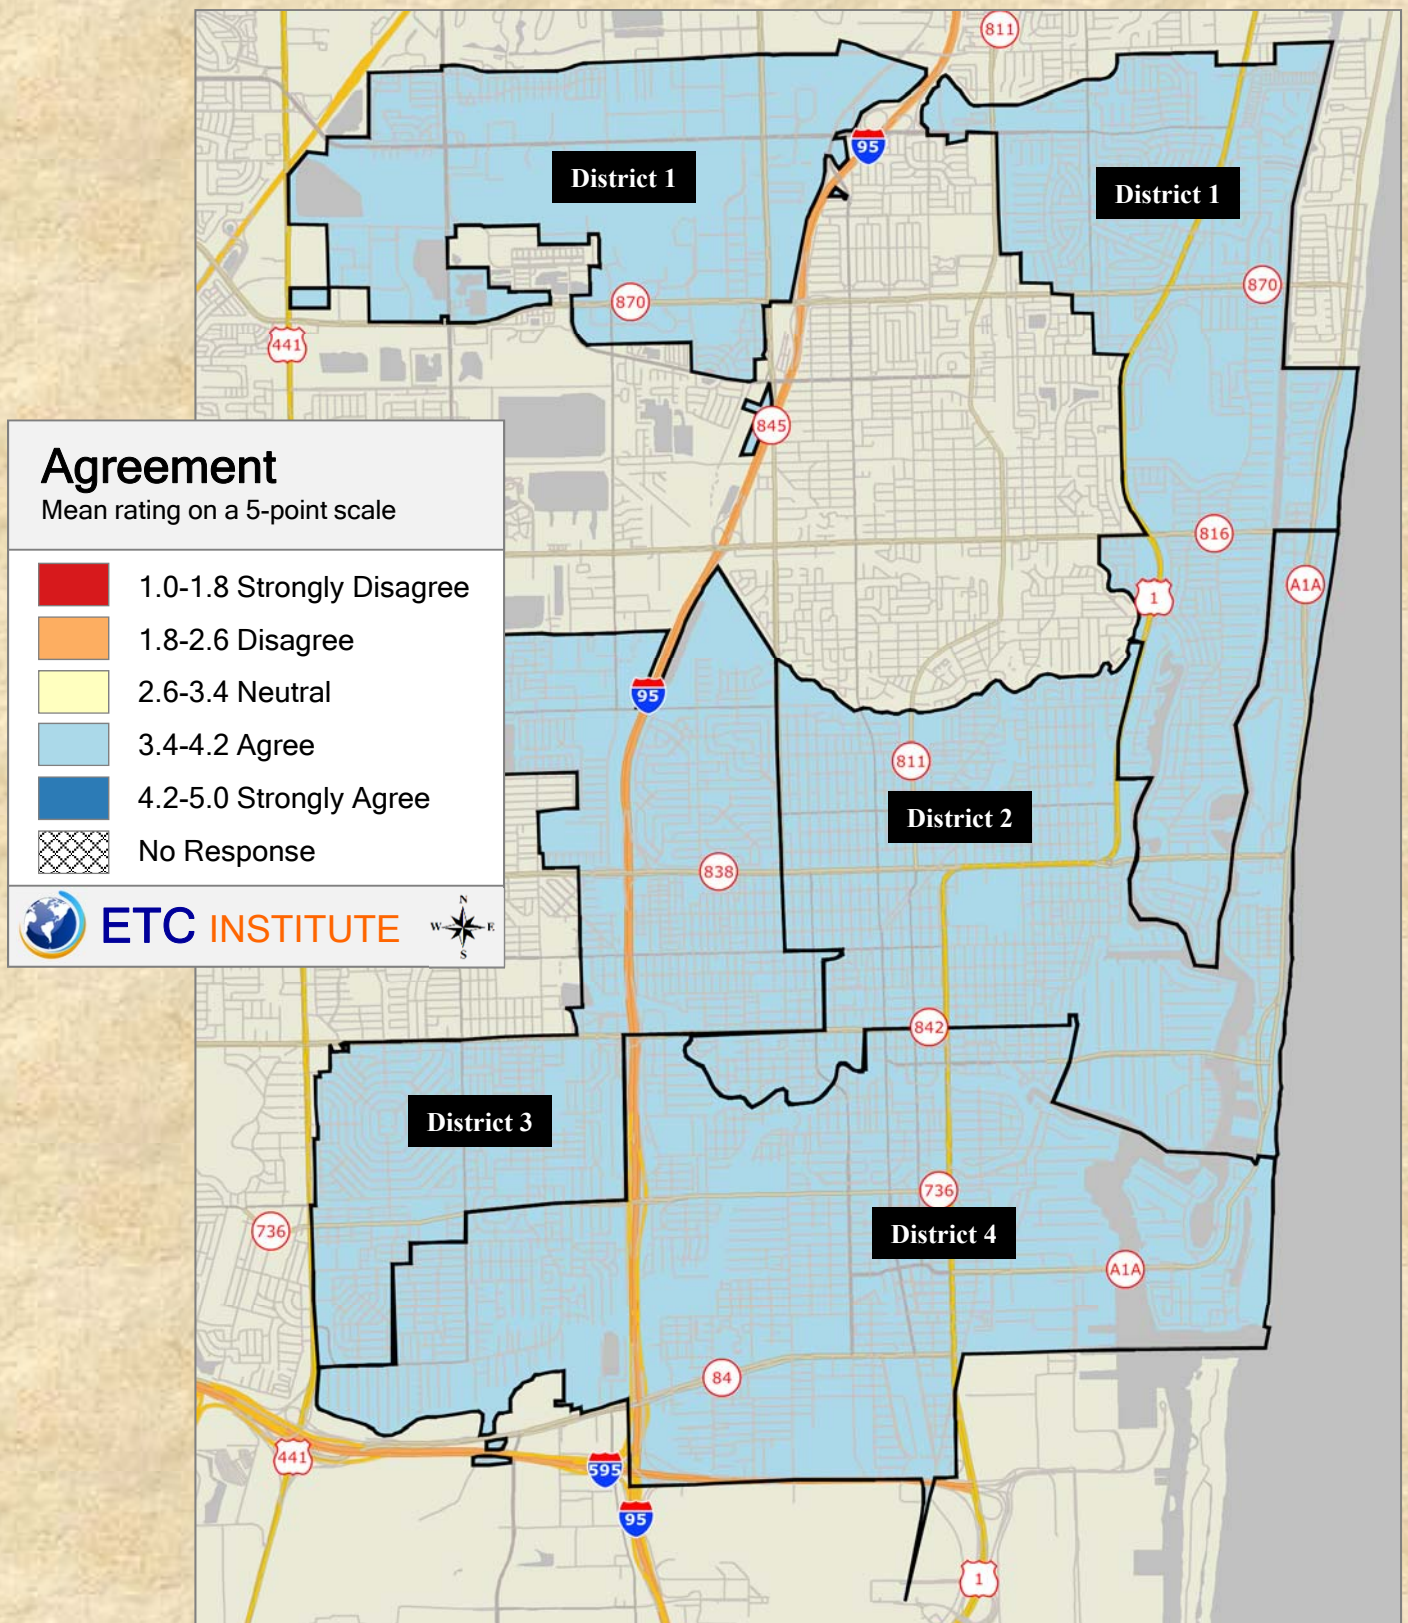 811
95
District 1
District 1
870
870
441
845
Agreement
Mean rating on a 5-point scale
1.0-1.8 Strongly Disagree
1.8-2.6 Disagree
2.6-3.4 Neutral
3.4-4.2 Agree
4.2-5.0 Strongly Agree
No Response
ETC INSTITUTE
N
W E
S
816
A1A
1
95
811
District 2
838
842
District 3
736
736
District 4
A1A
84
441
595
95
1